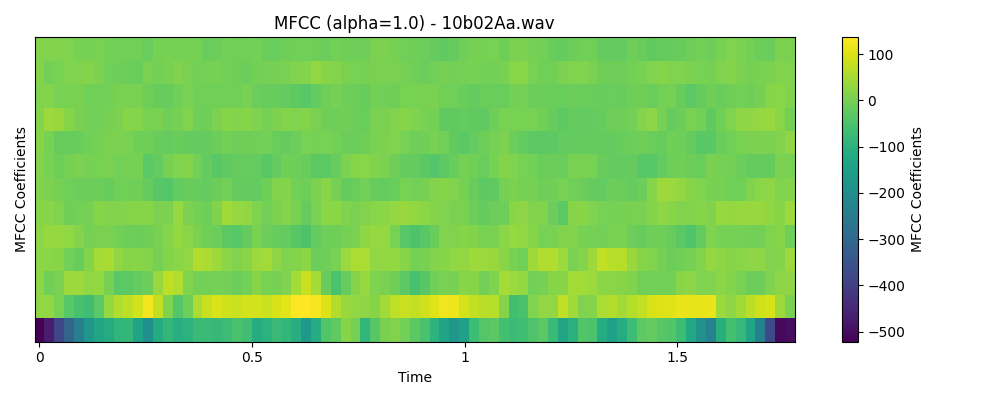 MFCC (alpha=1.0) - 10b02Aa.wav
MFCC Coefficients
0
0.5
1
1.5
Time
100
0
−100
−200
−300
−400
−500
MFCC Coefficients